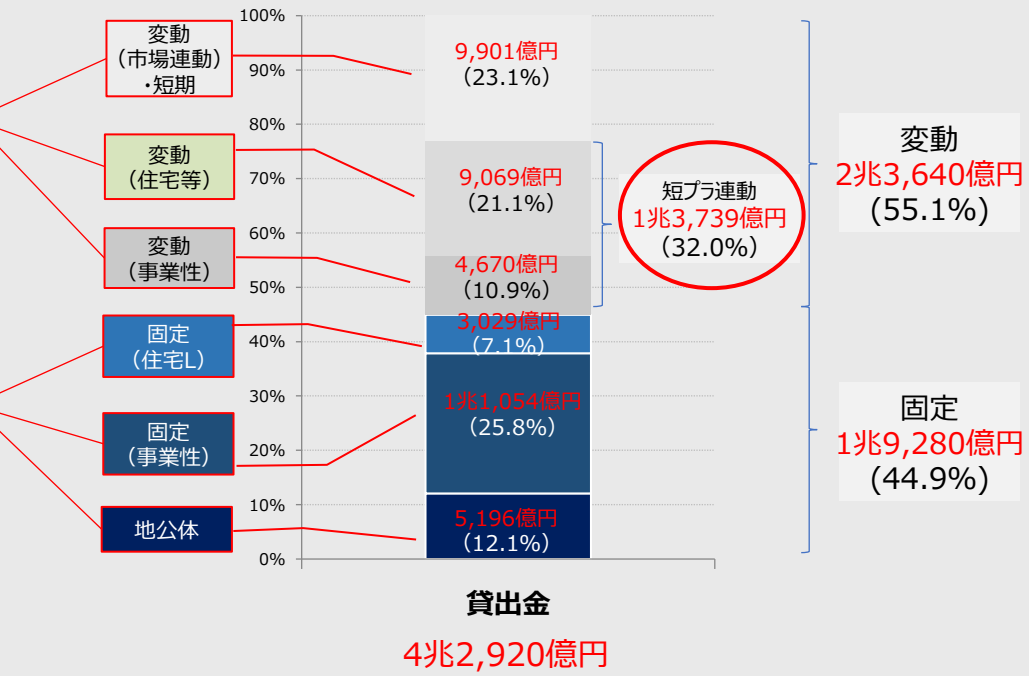 変動
(市場連動)
・短期
変動
(住宅等)
変動
(事業性)
固定
(住宅L)
固定
(事業性)
地公体
100%
90%
80%
70%
60%
50%
40%
30%
20%
10%
0%
9,901億円
(23.1%)
9,069億円
(21.1%)
4,670億円
(10.9%)
3,029億円
(7.1%)
1兆1,054億円
(25.8%)
5,196億円
(12.1%)
短プラ連動
1兆3,739億円
(32.0%)
変動
2兆3,640億円
(55.1%)
固定
1兆9,280億円
(44.9%)
貸出金
4兆2,920億円